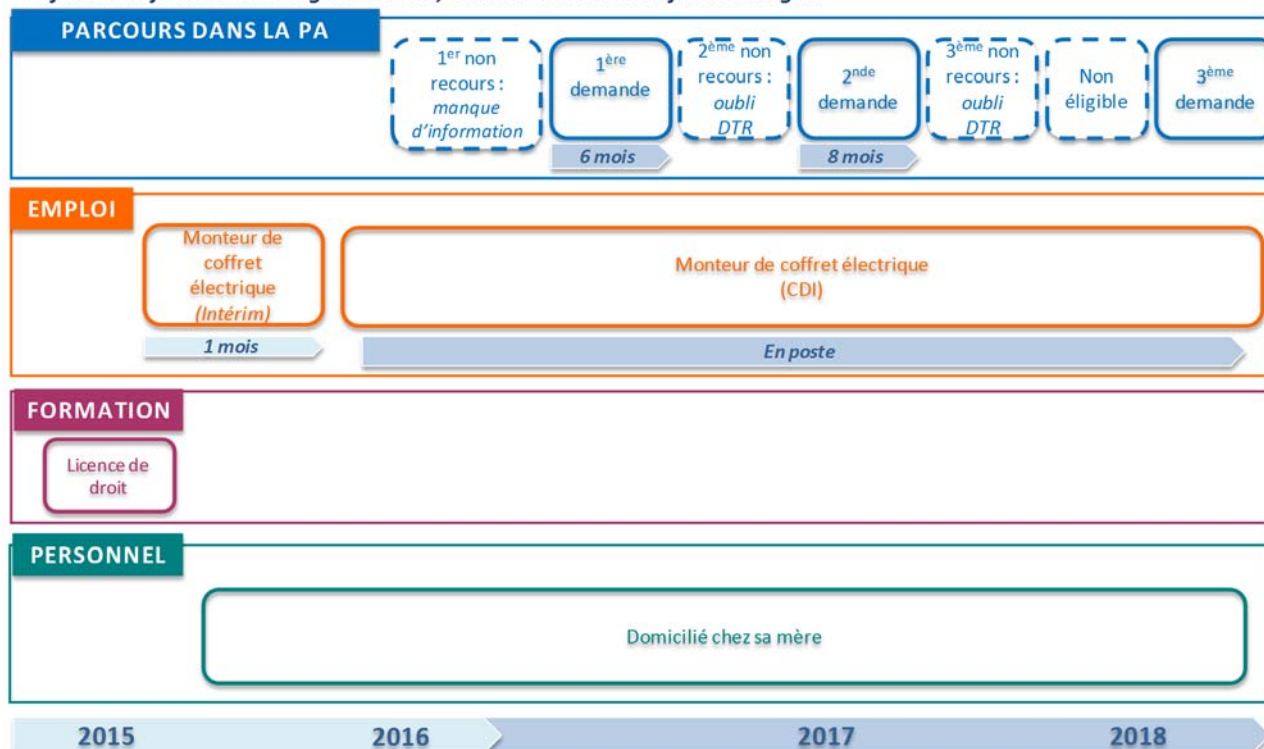 PARCOURS DANS LA PA
1er non
recours :
manque
d'information
1ère
demande
6 mois
2ème non
recours :
oubli
DTR
2nde
demande
8 mois
3ème non
recours :
oubli
DTR
Non
éligible
3ème
demande
EMPLOI
Monteur de
coffret
électrique
(Intérim)
1 mois
Monteur de coffret électrique
(CDI)
En poste
FORMATION
Licence de
droit
PERSONNEL
Domicilié chez sa mère
2015 2016 2017 2018